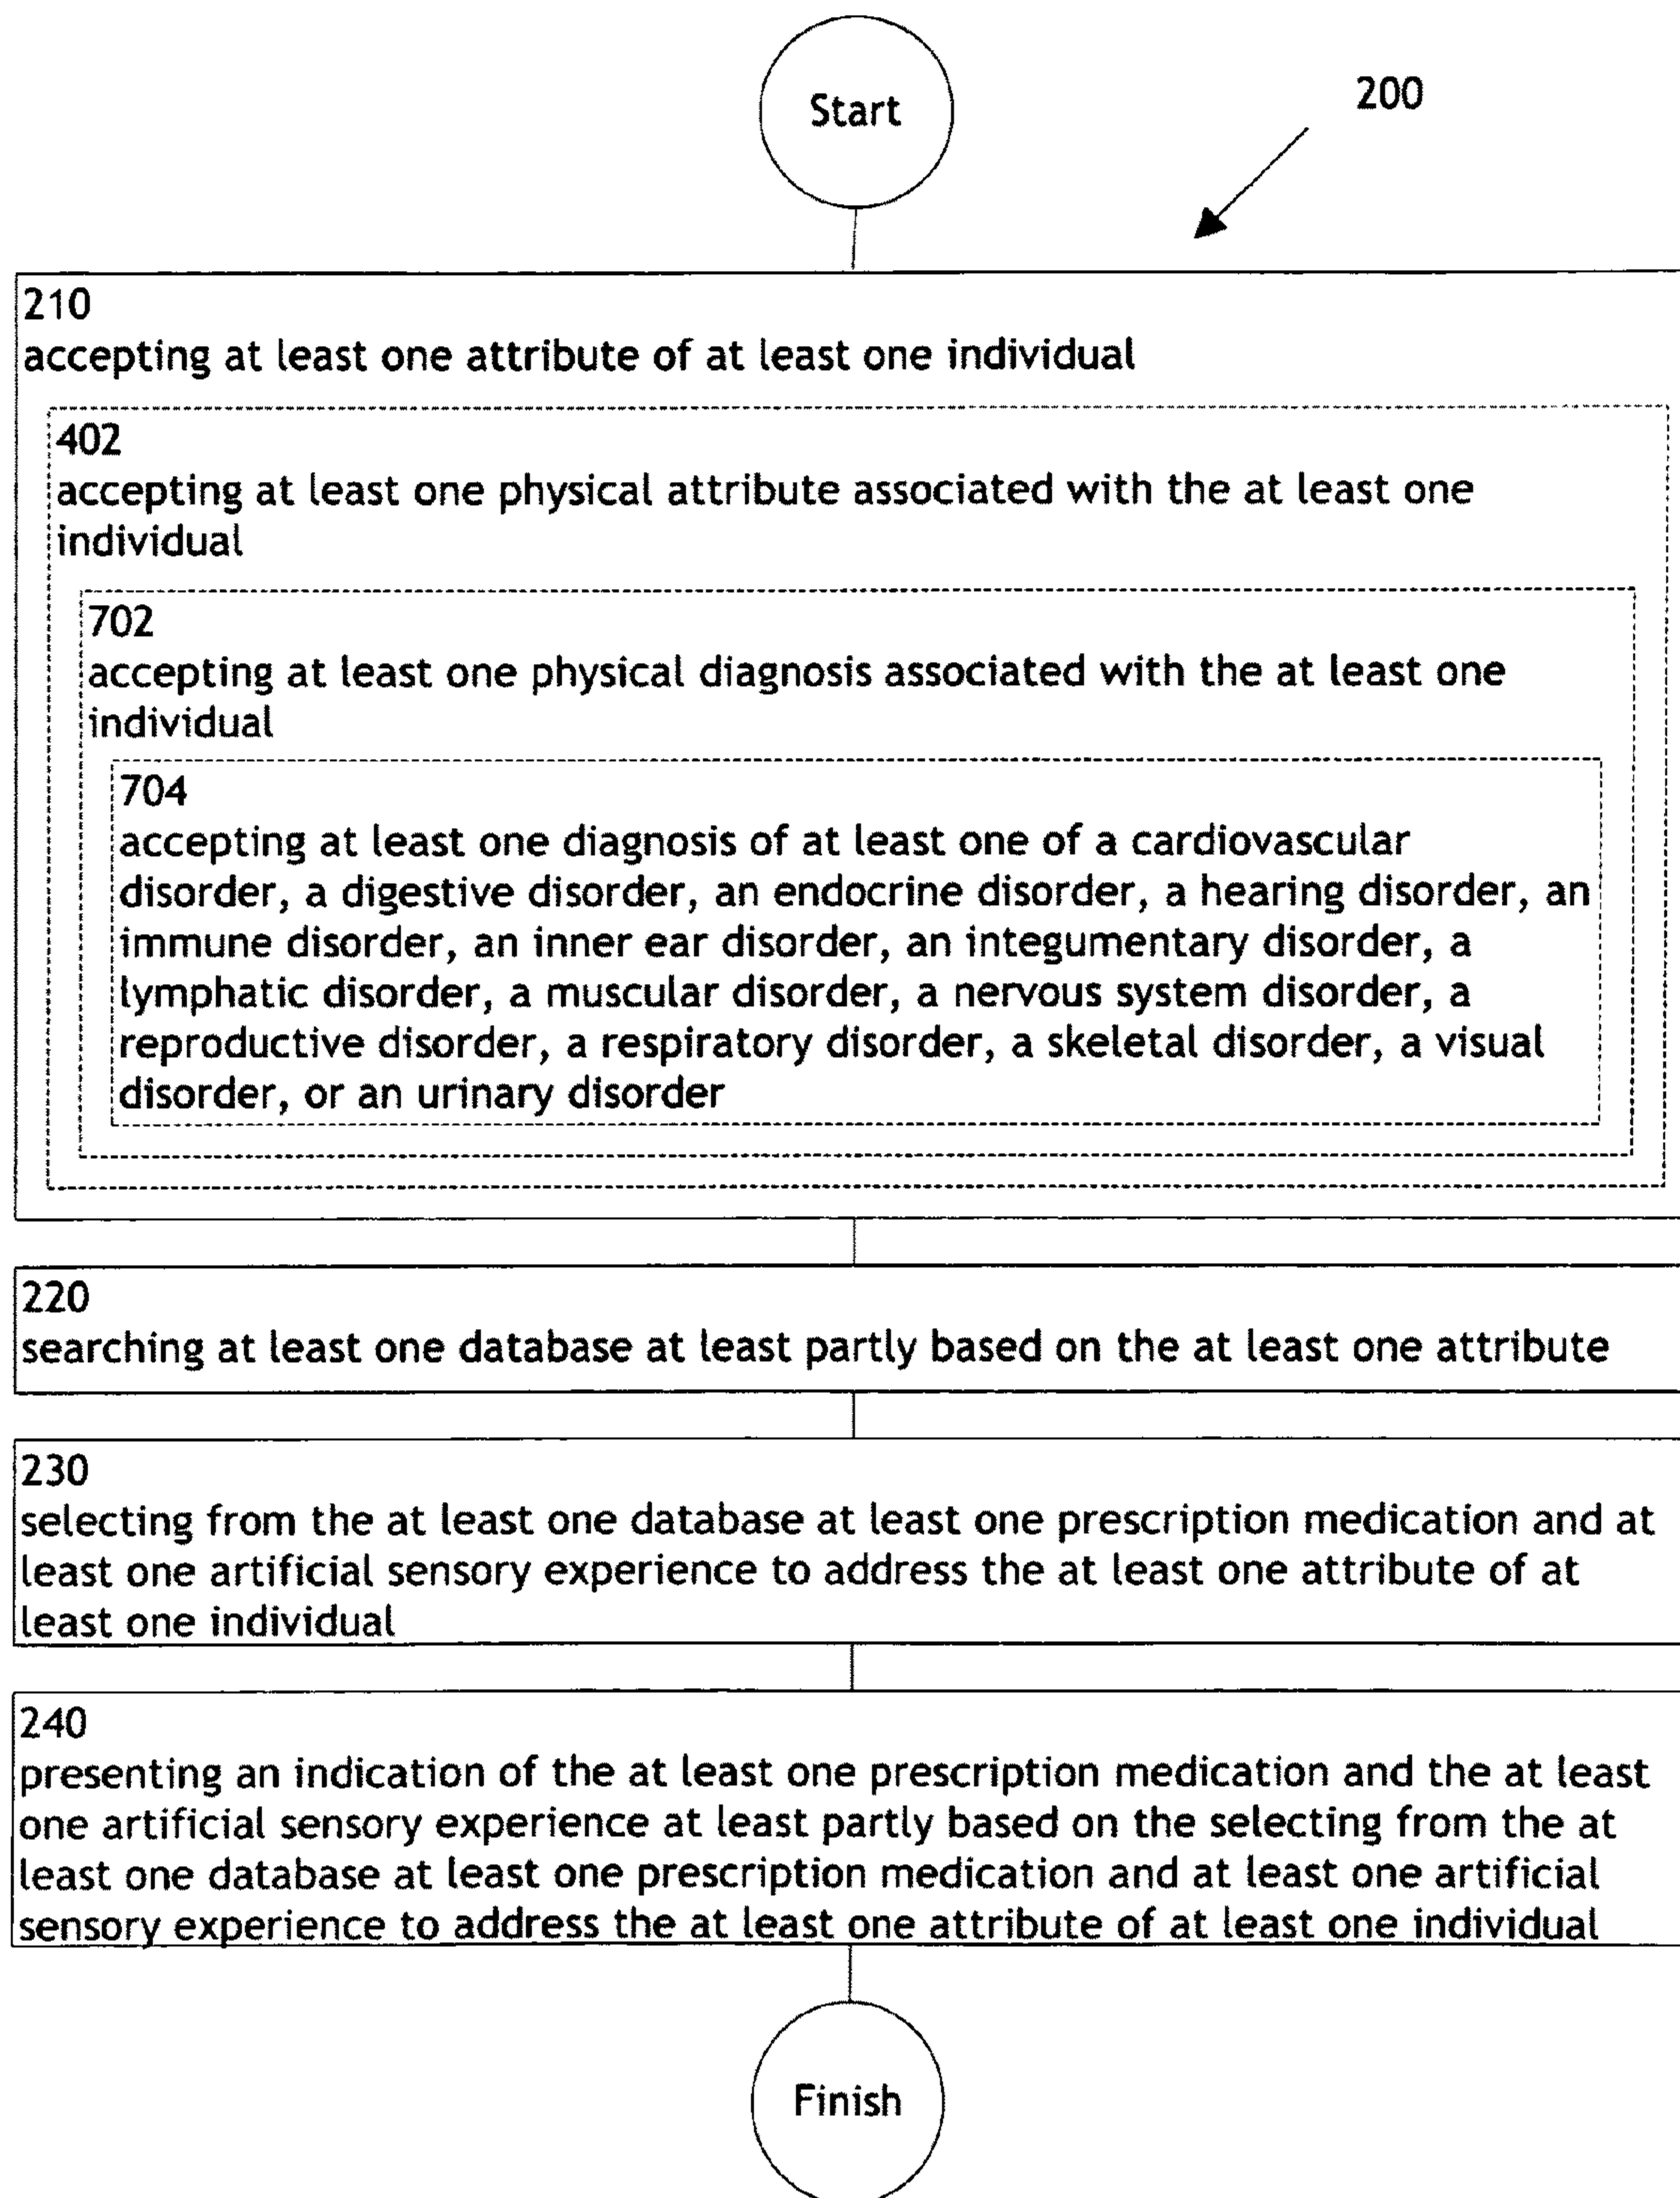 Start
200
210
accepting at least one attribute of at least one individual
402
accepting at least one physical attribute associated with the at least one
individual
702
accepting at least one physical diagnosis associated with the at least one
individual
704
accepting at least one diagnosis of at least one of a cardiovascular
disorder, a digestive disorder, an endocrine disorder, a hearing disorder, an
immune disorder, an inner ear disorder, an integumentary disorder, a
lymphatic disorder, a muscular disorder, a nervous system disorder, a
reproductive disorder, a respiratory disorder, a skeletal disorder, a visual
disorder, or an urinary disorder
220
searching at least one database at least partly based on the at least one attribute
230
selecting from the at least one database at least one prescription medication and at
least one artificial sensory experience to address the at least one attribute of at
least one individual
240
presenting an indication of the at least one prescription medication and the at least
one artificial sensory experience at least partly based on the selecting from the at
least one database at least one prescription medication and at least one artificial
sensory experience to address the at least one attribute of at least one individual
Finish